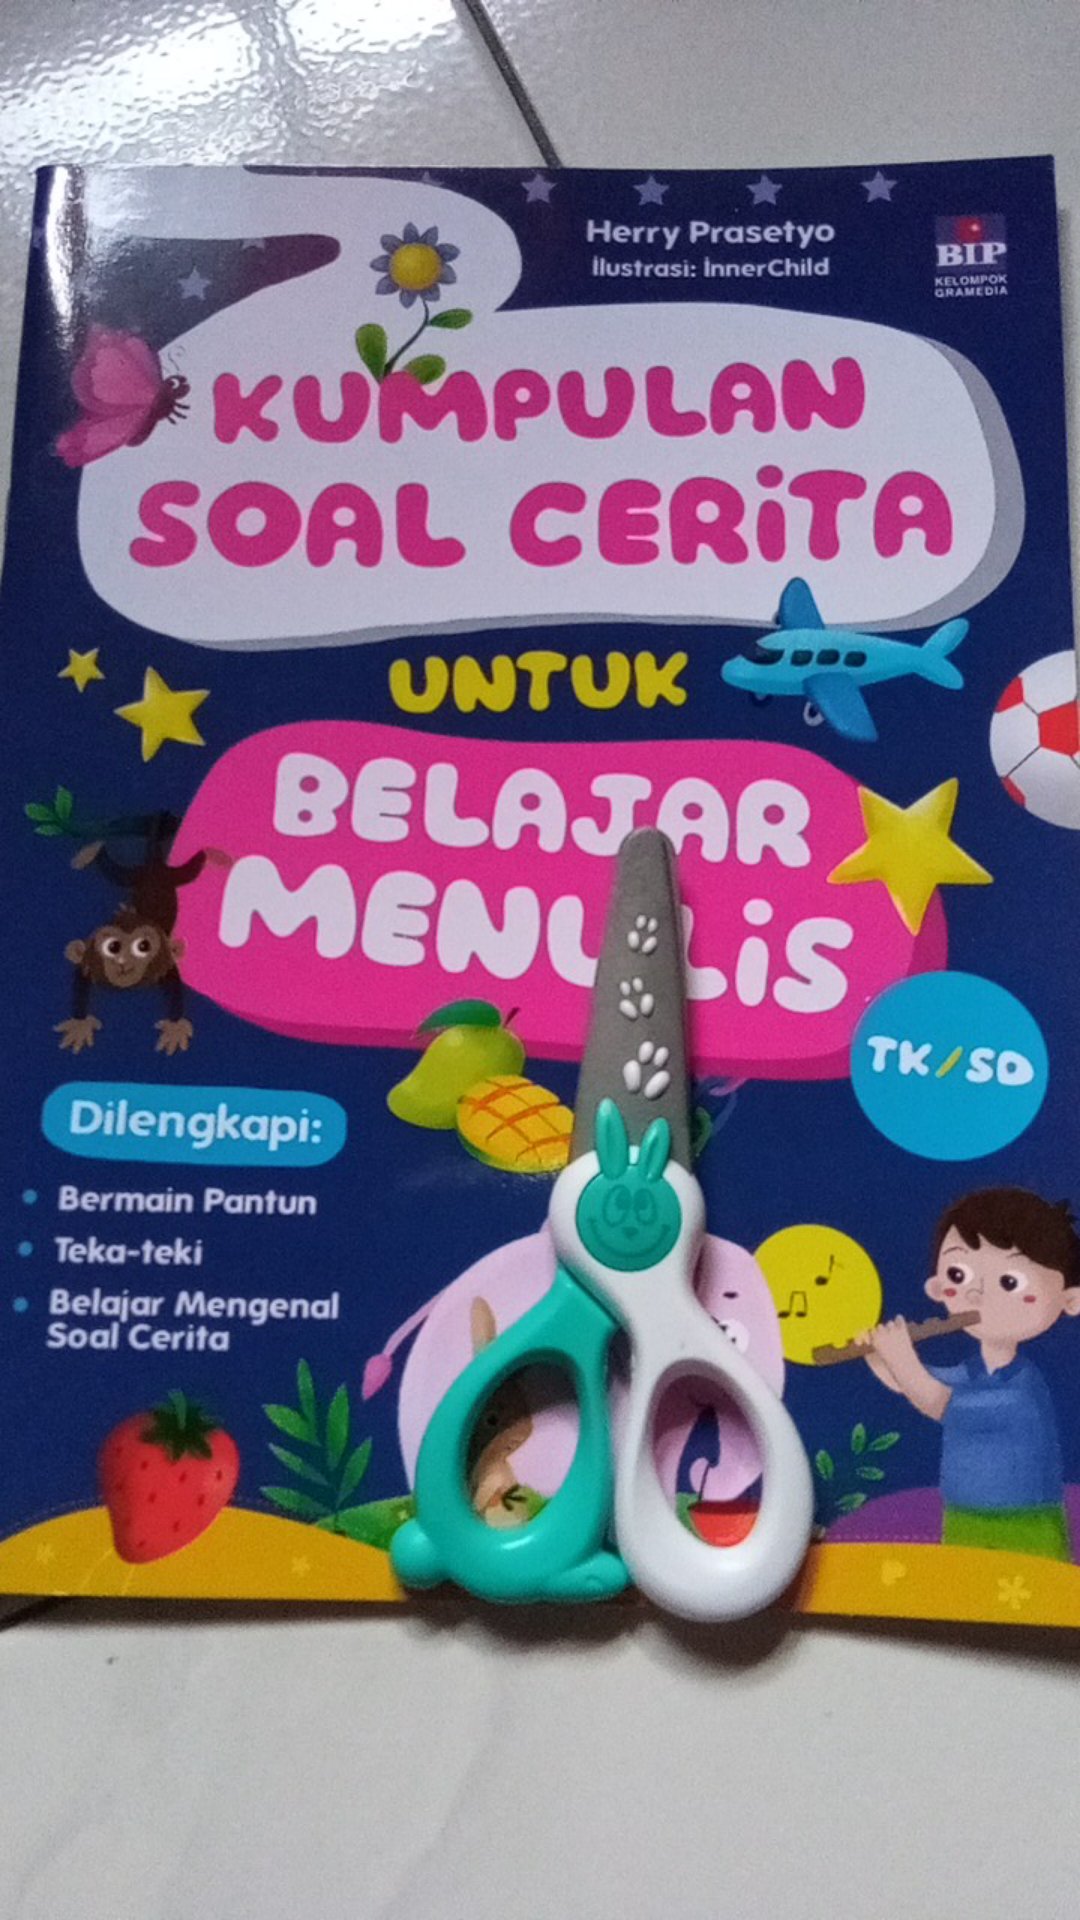 Herry Prasetyo
ilustrasi: innerChild
BIP
KELOMPOK
GRAMEDIA
KUMPULAN
SOAL CERiTA
UNTUK
BELAJAR
MENULiS
TK/SD
Dilengkapi:
• Bermain Pantun
• Teka-teki
• Belajar Mengenal
Soal Cerita